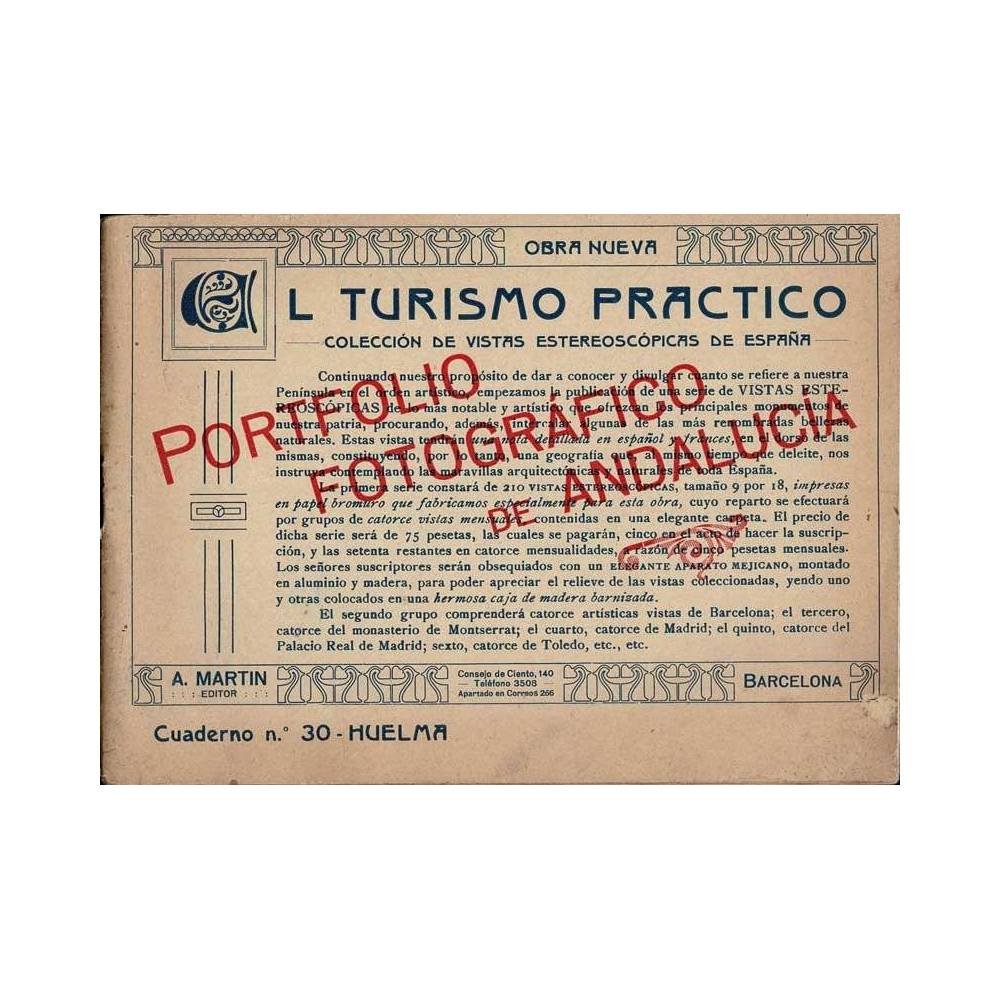 OBRA NUEVA
EL TURISMO PRACTICO
COLECCIÓN DE VISTAS ESTEREOSCÓPICAS DE ESPAÑA
Continuando nuestro propósito de dar a conocer y divulgar cuanto se refiere a nuestra
Península en el orden artístico, empezamos la publicación de una serie de VISTAS ESTE-
REOSCÓPICAS de lo más notable y artístico que ofrezcan los principales monumentos de
nuestra patria, procurando, además, intercalar algunas de las más renombradas bellezas
naturales. Estas vistas una nota detallada en español y frances, en el dorso de las
mismas, constituyendo, por lo tanto, una geografía que, al mismo tiempo que deleite, nos
instruya contemplando las maravillas arquitectónicas y naturales de toda España.
La primera serie constará de 210 VISTAS ESTEREOSCÓPICAS, tamaño 9 por 18, impresas
en papel bromuro que fabricamos especialmente para esta obra, cuyo reparto se efectuará
por grupos de catorce vistas mensuales, contenidas en una elegante carpeta. El precio de
dicha serie será de 75 pesetas, las cuales se pagarán, cinco en el acto de hacer la suscrip-
ción, y las setenta restantes en catorce mensualidades, a razón de cinco pesetas mensuales.
Los señores suscriptores serán obsequiados con un ELEGANTE APARATO MEJICANO, montado
en aluminio y madera, para poder apreciar el relieve de las vistas coleccionadas, yendo uno
y otras colocados en una hermosa caja de madera barnizada.
El segundo grupo comprenderá catorce artísticas vistas de Barcelona; el tercero,
catorce del monasterio de Montserrat; el cuarto, catorce de Madrid; el quinto, catorce del
Palacio Real de Madrid; sexto, catorce de Toledo, etc., etc.
PORTFOLIO
FOTOGRÁFICO
DE ANDALUCÍA
A. MARTIN
: : : EDITOR : : :
Consejo de Ciento, 140
— Teléfono 3508 —
Apartado en Correos 266
BARCELONA
Cuaderno n.° 30 - HUELMA